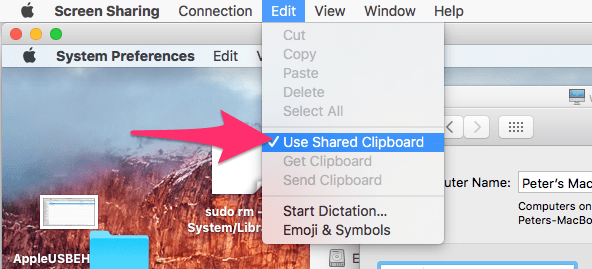 Screen Sharing Connection Edit View Window Help
System Preferences Edit V
Cut
Copy
Paste
Delete
Select All
✓ Use Shared Clipboard
Get Clipboard
Send Clipboard
Start Dictation...
Emoji & Symbols
uter Name: Peter's Mac
Computers on
Peters-MacBo
sudo rm –
System/Libra
AppleUSBEH
E